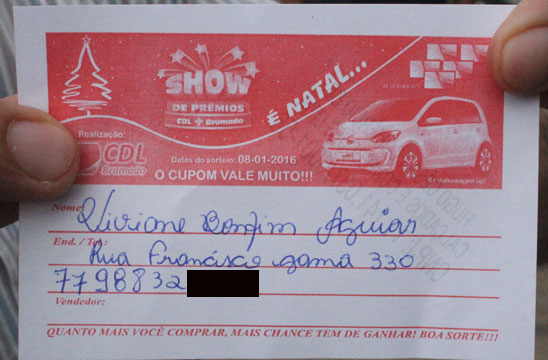 SHOW
DE PRÊMIOS
CDL + Brumado
É NATAL...
Realização:
CDL
Brumado
Datas do sorteio: 08-01-2016
O CUPOM VALE MUITO!!!
Nome: Viviane Bomfim Aguiar
End. / Tel.: Rua Francisco gama 330
7798832
Vendedor:
QUANTO MAIS VOCÊ COMPRAR, MAIS CHANCE TEM DE GANHAR! BOA SORTE!!!